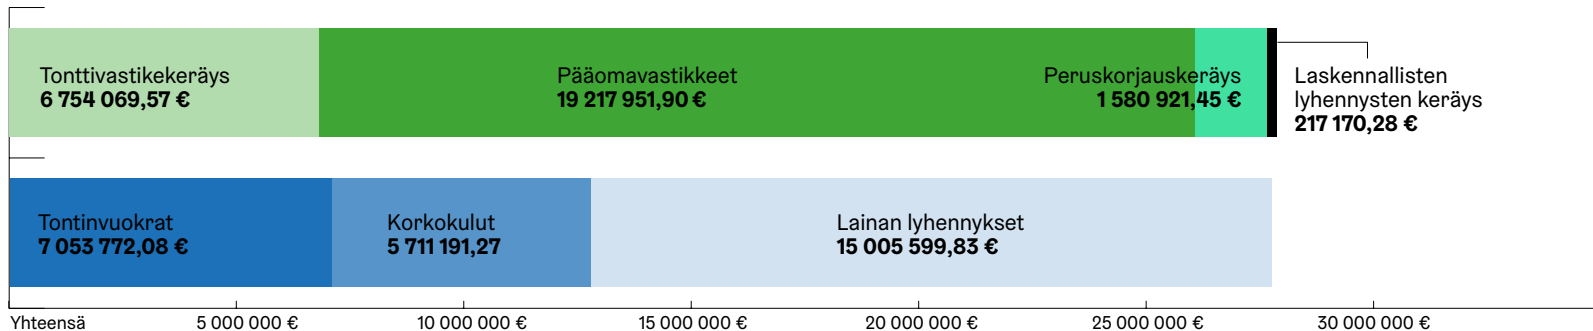 Tonttivastikekeräys
6 754 069,57 €
Pääomavastikkeet
19 217 951,90 €
Peruskorjauskeräys
1 580 921,45 €
Laskennallisten
lyhennysten keräys
217 170,28 €
Tontinvuokrat
7 053 772,08 €
Korkokulut
5 711 191,27
Lainan lyhennykset
15 005 599,83 €
Yhteensä 5 000 000 € 10 000 000 € 15 000 000 € 20 000 000 € 25 000 000 € 30 000 000 €